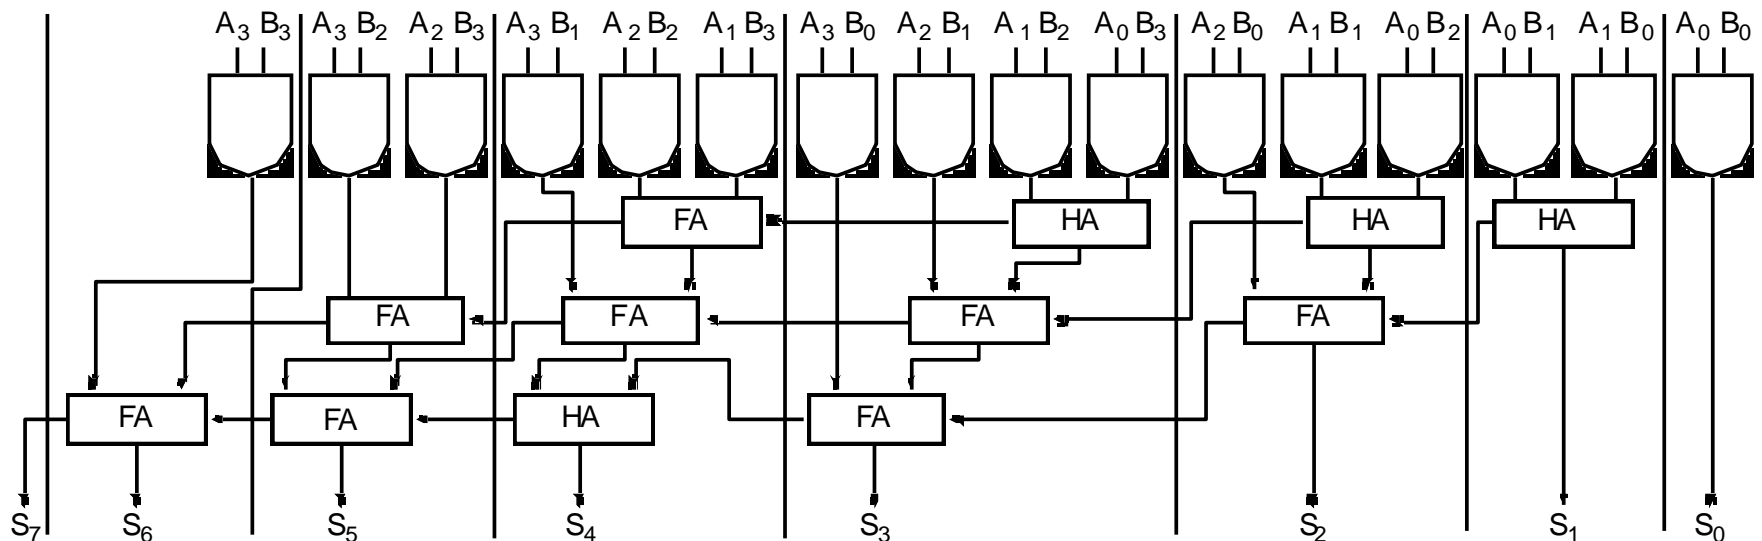 A3 B3 A3 B2 A2 B3 A3 B1 A2 B2 A1 B3 A3 B0 A2 B1 A1 B2 A0 B3 A2 B0 A1 B1 A0 B2 A0 B1 A1 B0 A0 B0
FA HA HA HA
FA FA FA FA
FA FA HA FA
S7 S6 S5 S4 S3 S2 S1 S0